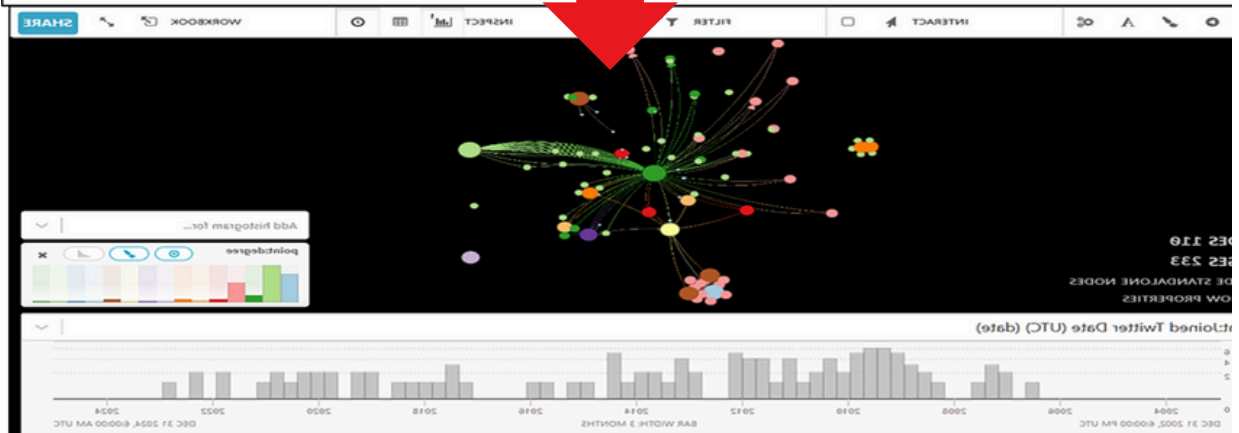 A INTERACT FILTER INSPECT WORKBOOK SHARE
DES 110
GES 233
DE STANDALONE NODES
OW PROPERTIES
Add histogram for...
point:degree
t:Joined Twitter Date (UTC) (date)
6
4
2
0
2004 2006 2008 2010 2012 2014 2016 2018 2020 2022 2024
DEC 31 2002, 6:00:00 PM UTC BAR WIDTH: 3 MONTHS DEC 31 2024, 6:00:00 AM UTC